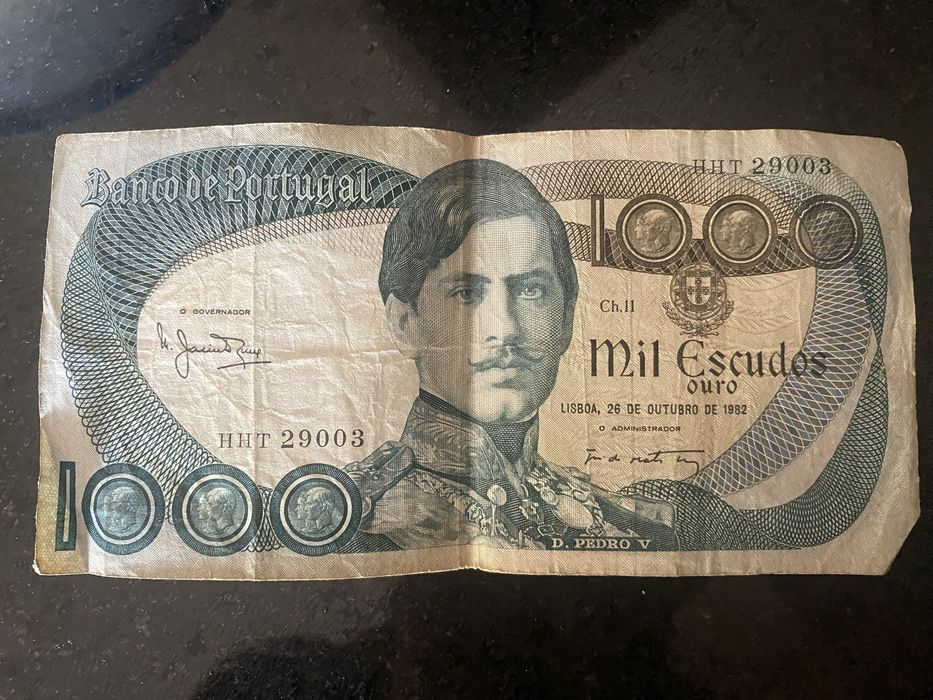 Banco de Portugal
HHT 29003
1000
O GOVERNADOR
Ch.11
Mil Escudos
ouro
LISBOA, 26 DE OUTUBRO DE 1982
O ADMINISTRADOR
HHT 29003
1000
D. PEDRO V